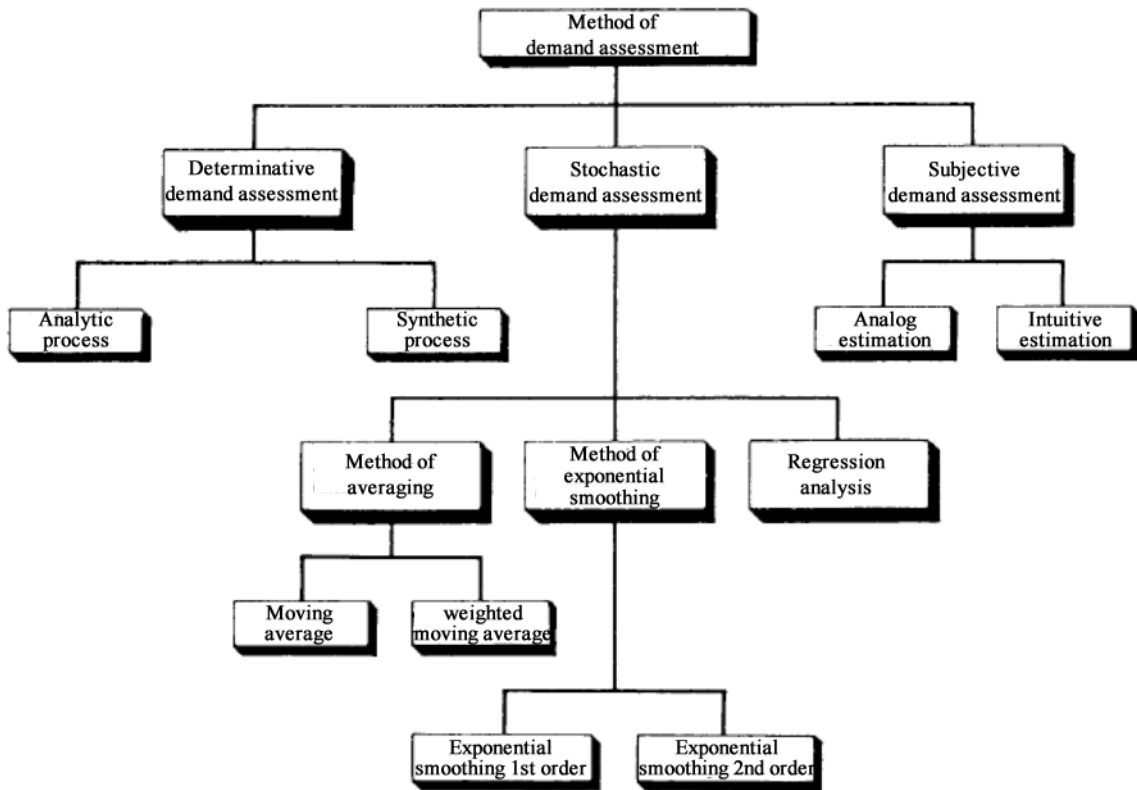 Method of
demand assessment
Determinative
demand assessment
Stochastic
demand assessment
Subjective
demand assessment
Analytic
process
Synthetic
process
Analog
estimation
Intuitive
estimation
Method of
averaging
Method of
exponential
smoothing
Regression
analysis
Moving
average
weighted
moving average
Exponential
smoothing 1st order
Exponential
smoothing 2nd order